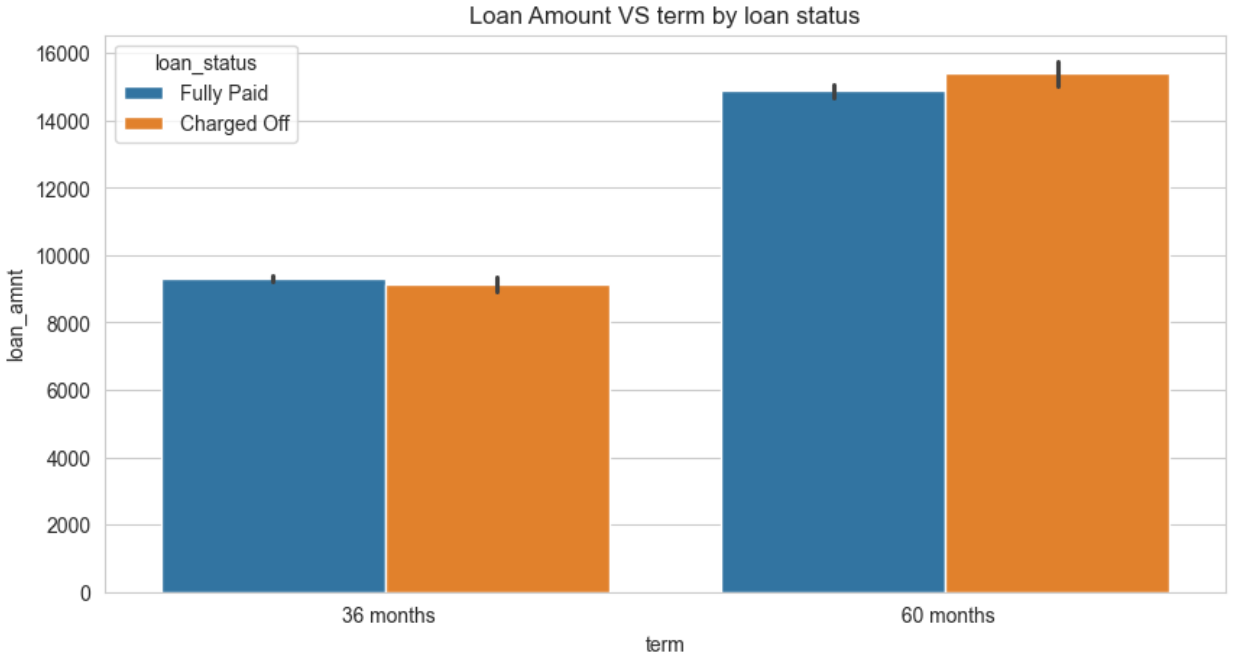 Loan Amount VS term by loan status
loan_status
Fully Paid
Charged Off
16000
14000
12000
10000
8000
6000
4000
2000
0
loan_amnt
36 months
60 months
term